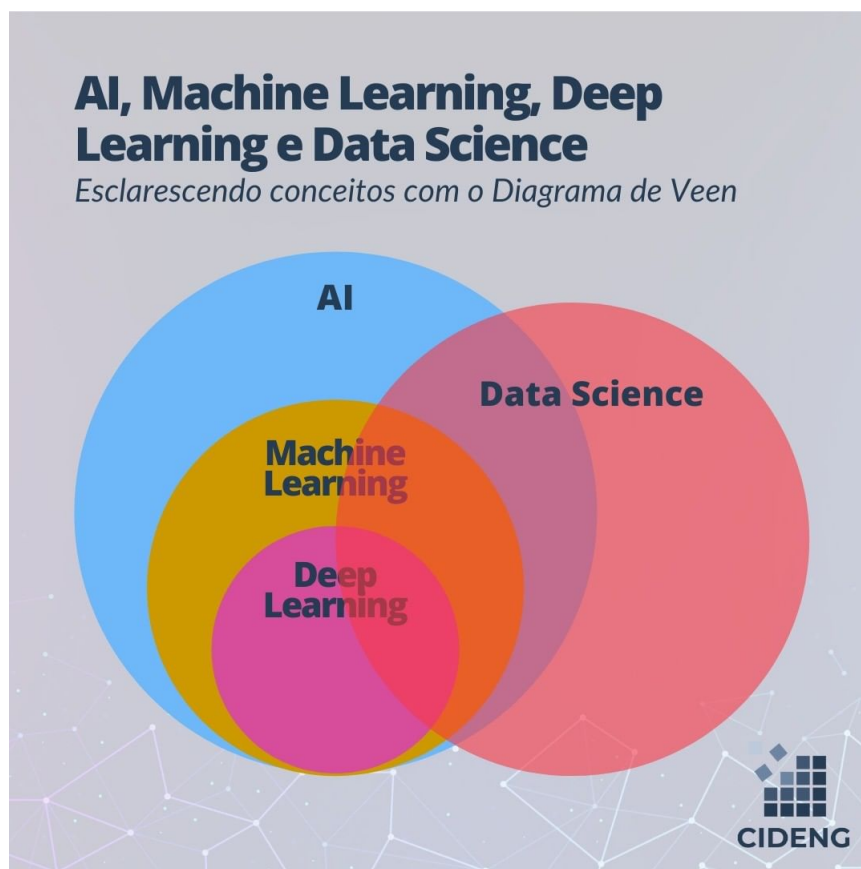 AI, Machine Learning, Deep
Learning e Data Science
Esclarescendo conceitos com o Diagrama de Veen
AI
Data Science
Machine
Learning
Deep
Learning
CIDENG